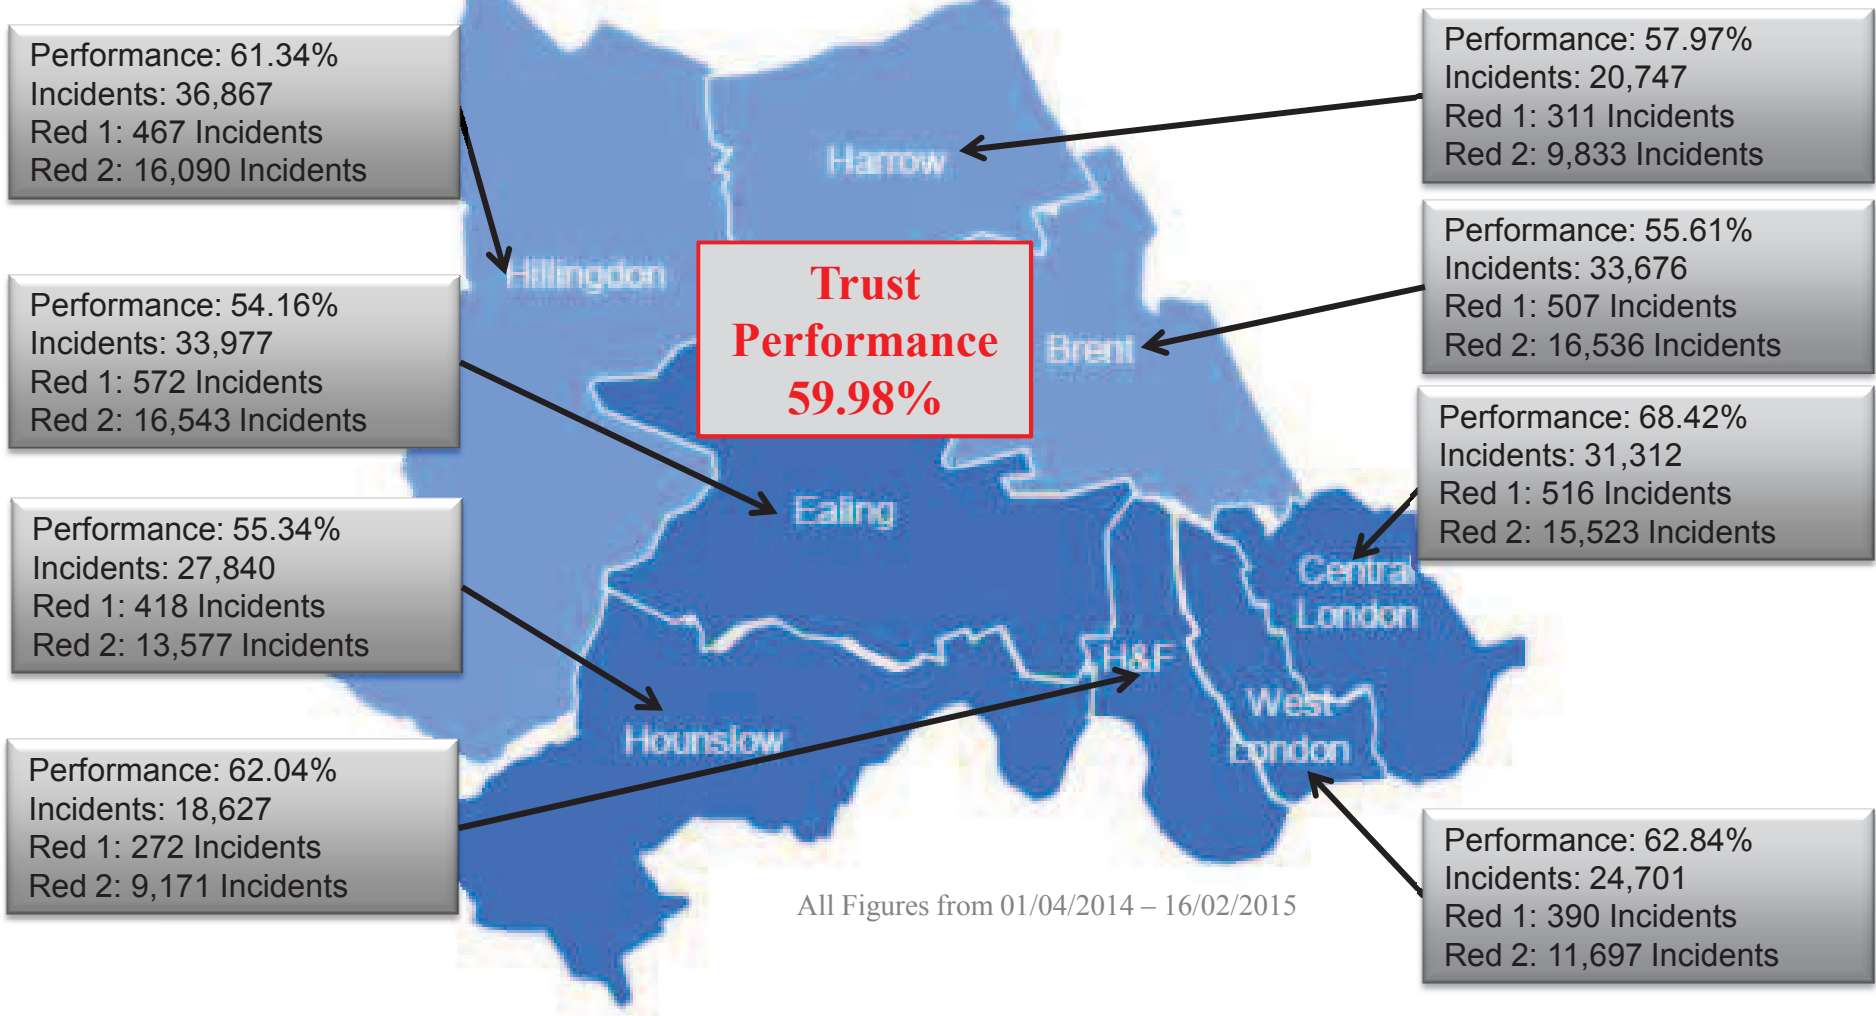 Performance: 61.34%
Incidents: 36,867
Red 1: 467 Incidents
Red 2: 16,090 Incidents
Performance: 54.16%
Incidents: 33,977
Red 1: 572 Incidents
Red 2: 16,543 Incidents
Performance: 55.34%
Incidents: 27,840
Red 1: 418 Incidents
Red 2: 13,577 Incidents
Performance: 62.04%
Incidents: 18,627
Red 1: 272 Incidents
Red 2: 9,171 Incidents
Harrow
Hillingdon
Trust
Performance
59.98%
Brent
Ealing
Central
London
H&F
West
London
Hounslow
All Figures from 01/04/2014 – 16/02/2015
Performance: 57.97%
Incidents: 20,747
Red 1: 311 Incidents
Red 2: 9,833 Incidents
Performance: 55.61%
Incidents: 33,676
Red 1: 507 Incidents
Red 2: 16,536 Incidents
Performance: 68.42%
Incidents: 31,312
Red 1: 516 Incidents
Red 2: 15,523 Incidents
Performance: 62.84%
Incidents: 24,701
Red 1: 390 Incidents
Red 2: 11,697 Incidents